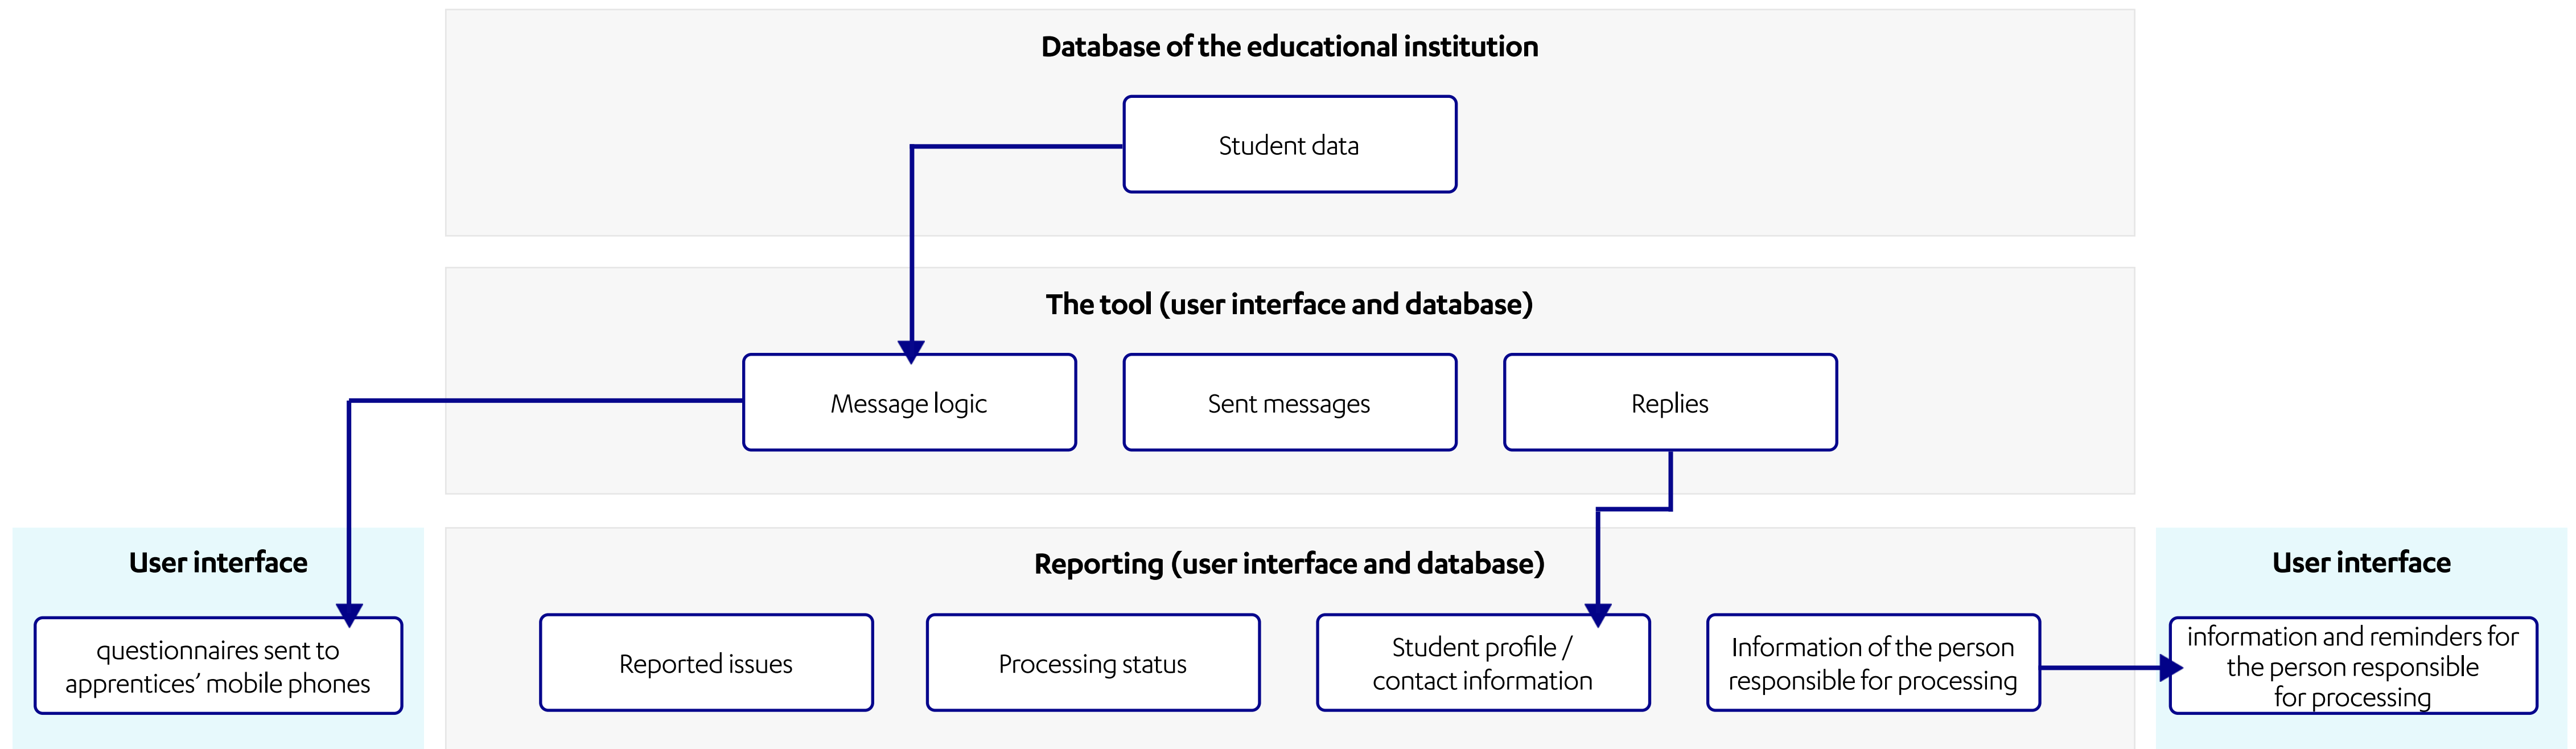 Database of the educational institution
Student data
The tool (user interface and database)
Message logic
Sent messages
Replies
User interface
questionnaires sent to
apprentices’ mobile phones
Reporting (user interface and database)
Reported issues
Processing status
Student profile /
contact information
Information of the person
responsible for processing
User interface
information and reminders for
the person responsible
for processing